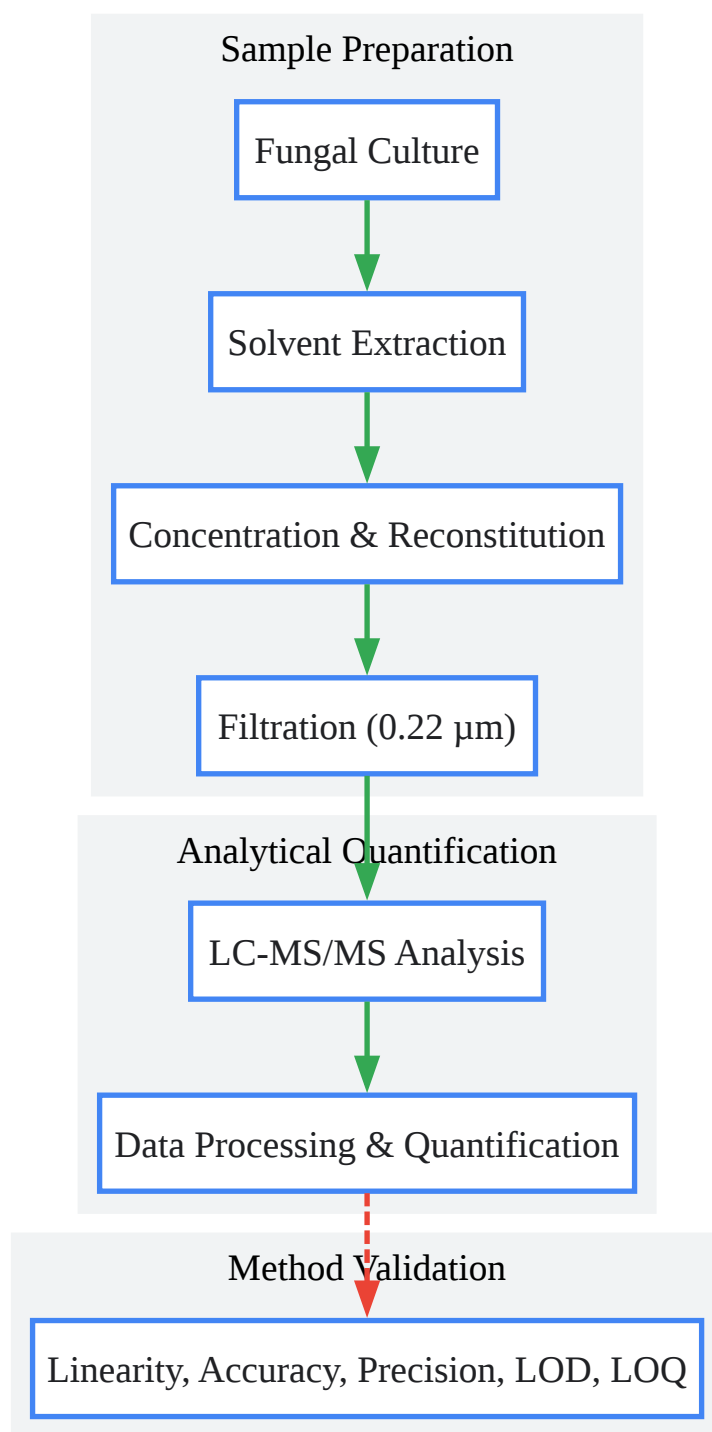 Sample Preparation
Fungal Culture
Solvent Extraction
Concentration & Reconstitution
Filtration (0.22 µm)
Analytical Quantification
LC-MS/MS Analysis
Data Processing & Quantification
Method Validation
Linearity, Accuracy, Precision, LOD, LOQ